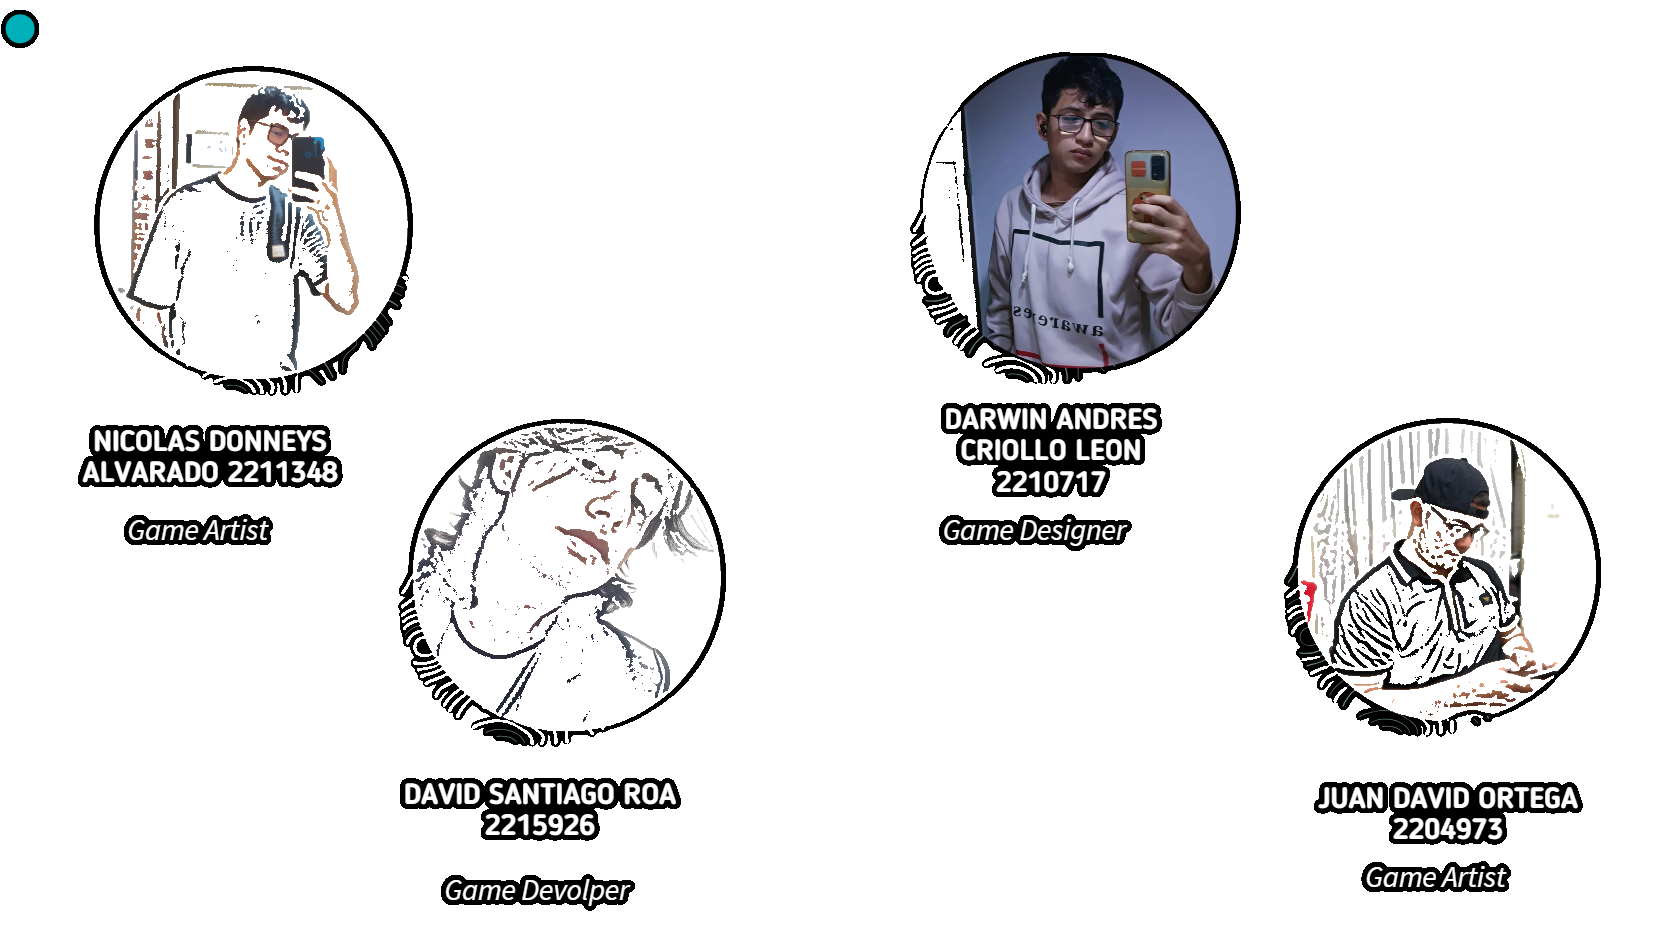 NICOLAS DONNEYS
ALVARADO 2211348
Game Artist
DAVID SANTIAGO ROA
2215926
Game Devolper
DARWIN ANDRES
CRIOLLO LEON
2210717
Game Designer
awarenes
JUAN DAVID ORTEGA
2204973
Game Artist